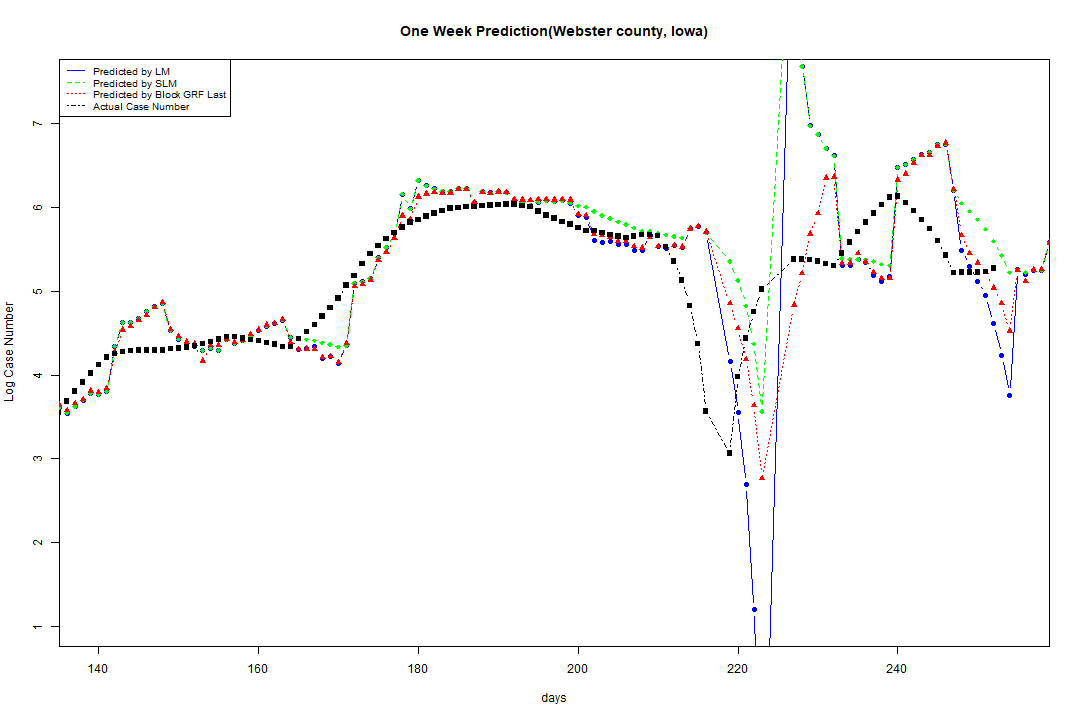 One Week Prediction(Webster county, Iowa)
Predicted by LM
Predicted by SLM
Predicted by Block GRF Last
Actual Case Number
Log Case Number
7
6
5
4
3
2
1
140 160 180 200 220 240
days